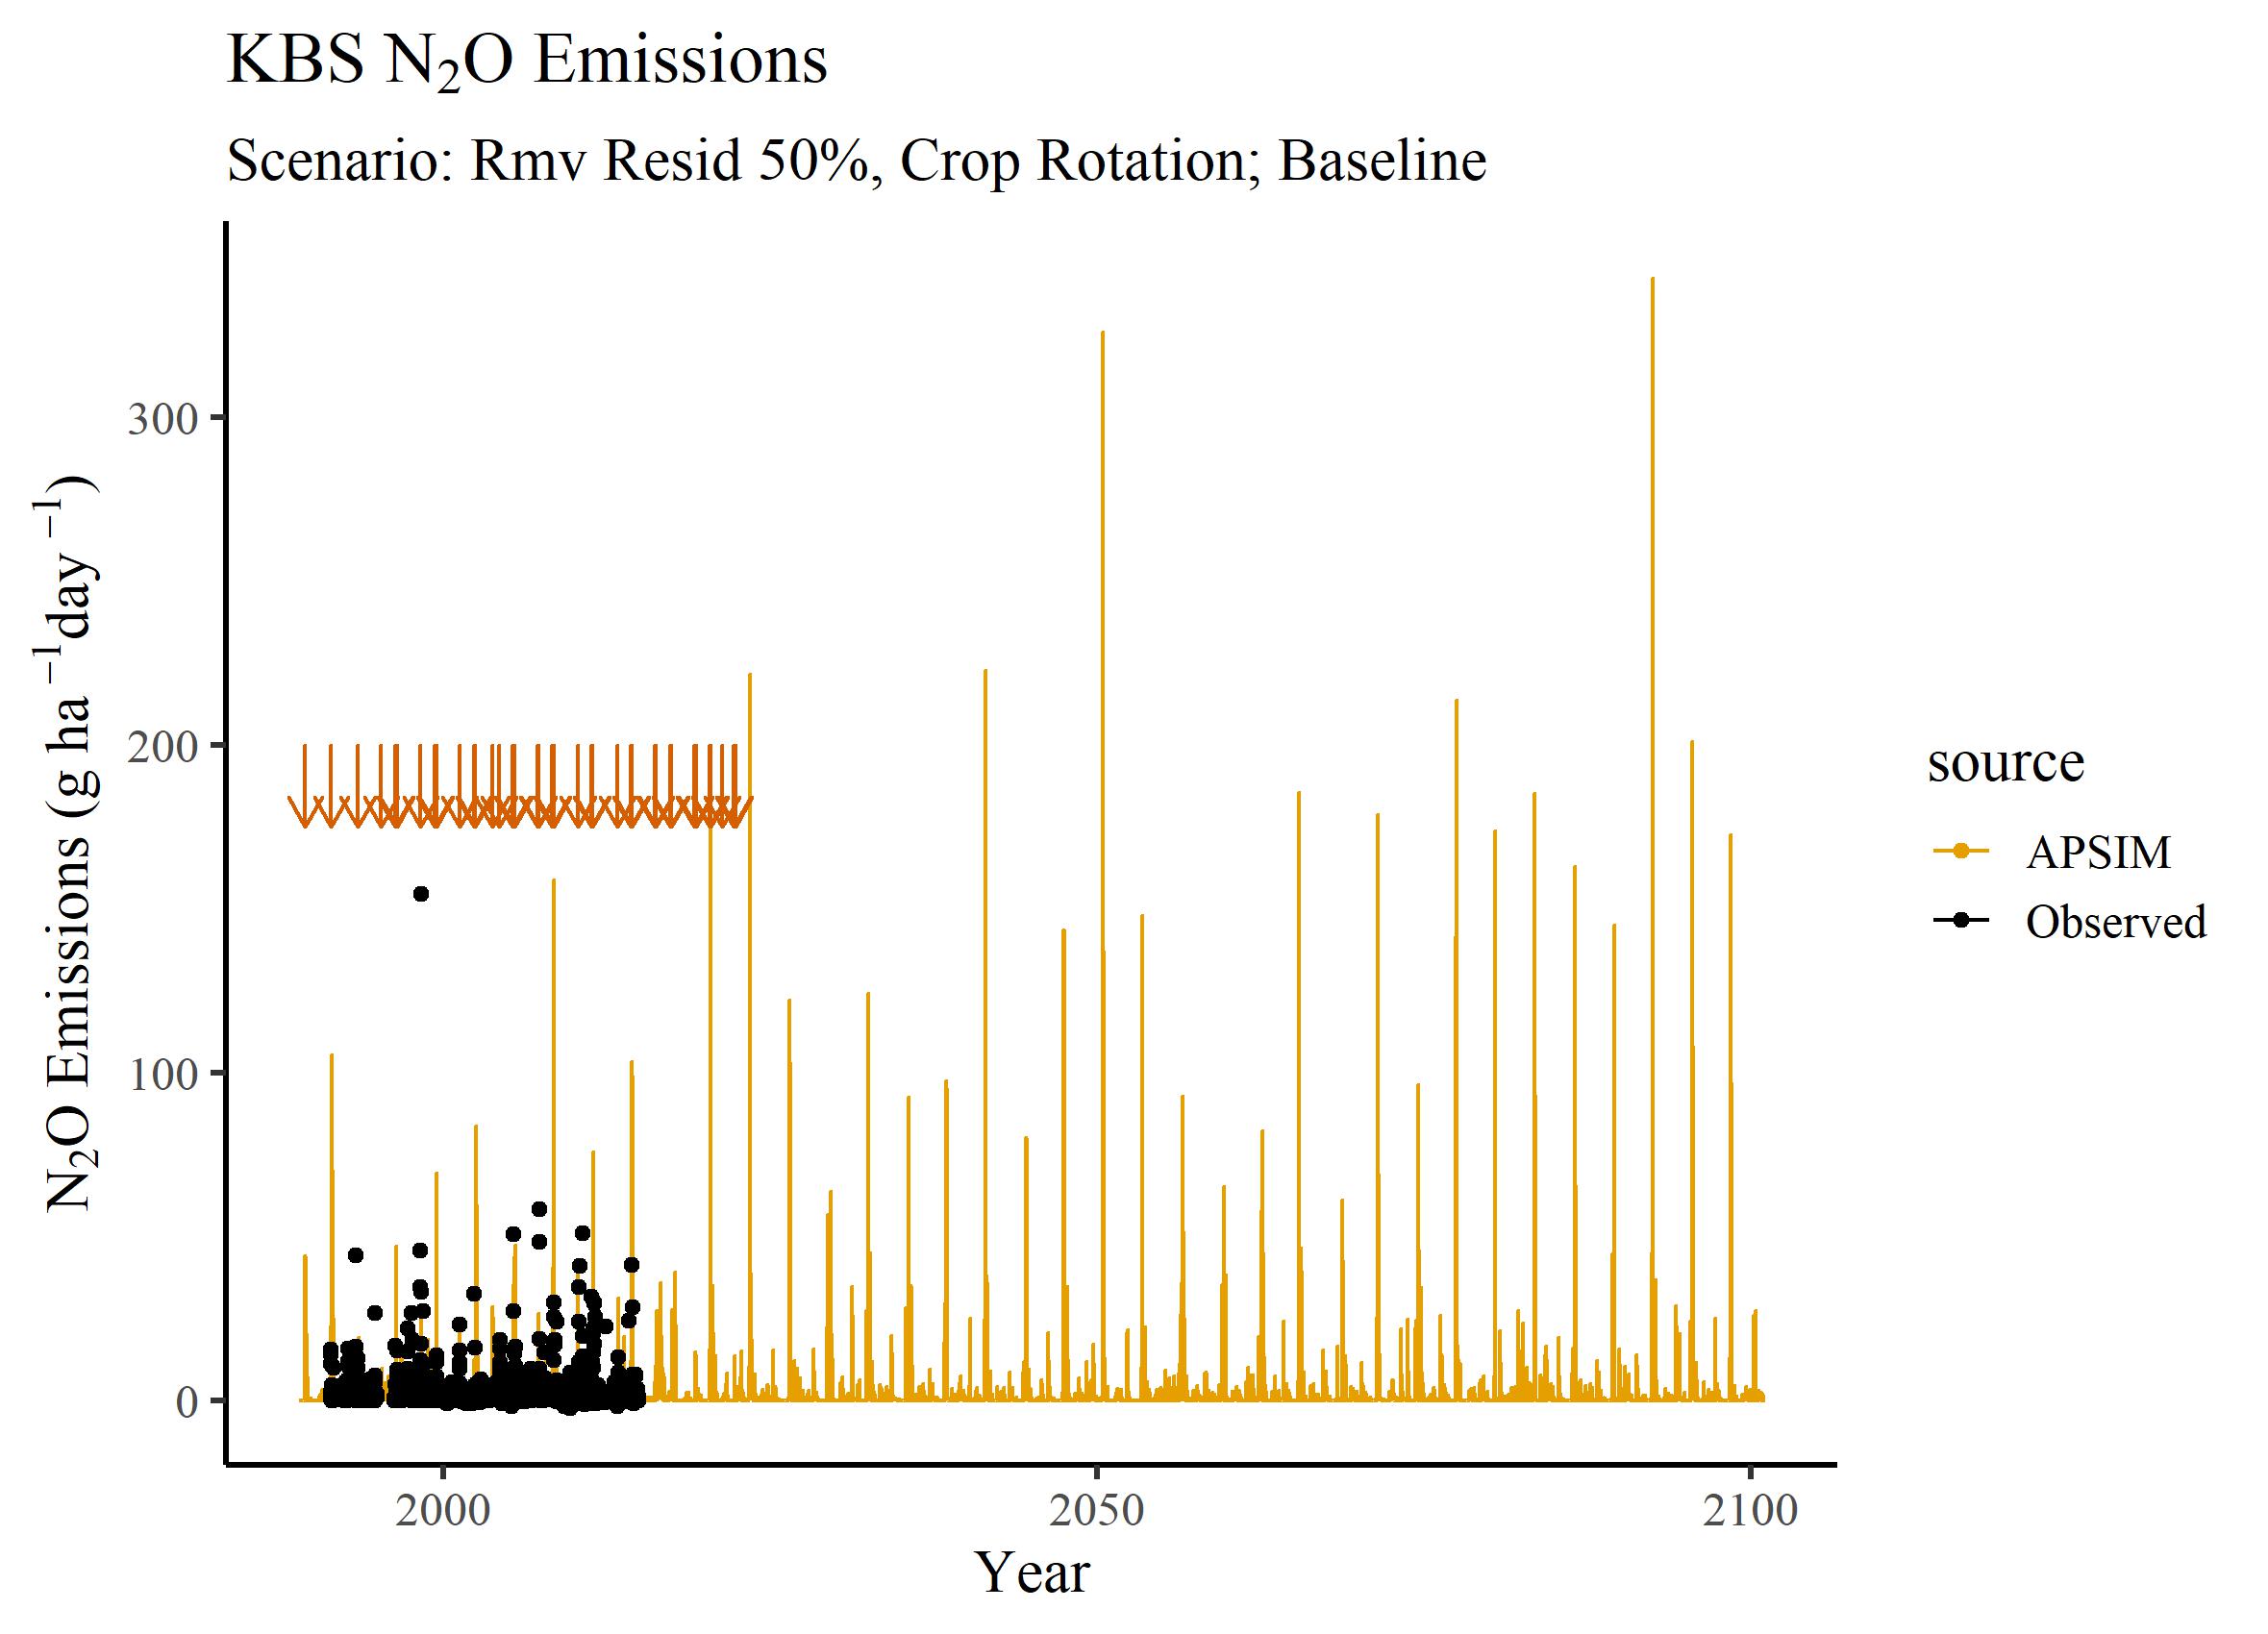 KBS N₂O Emissions
Scenario: Rmv Resid 50%, Crop Rotation; Baseline
N₂O Emissions (g ha⁻¹day⁻¹)
300
200
100
0
2000
2050
2100
Year
source
APSIM
Observed